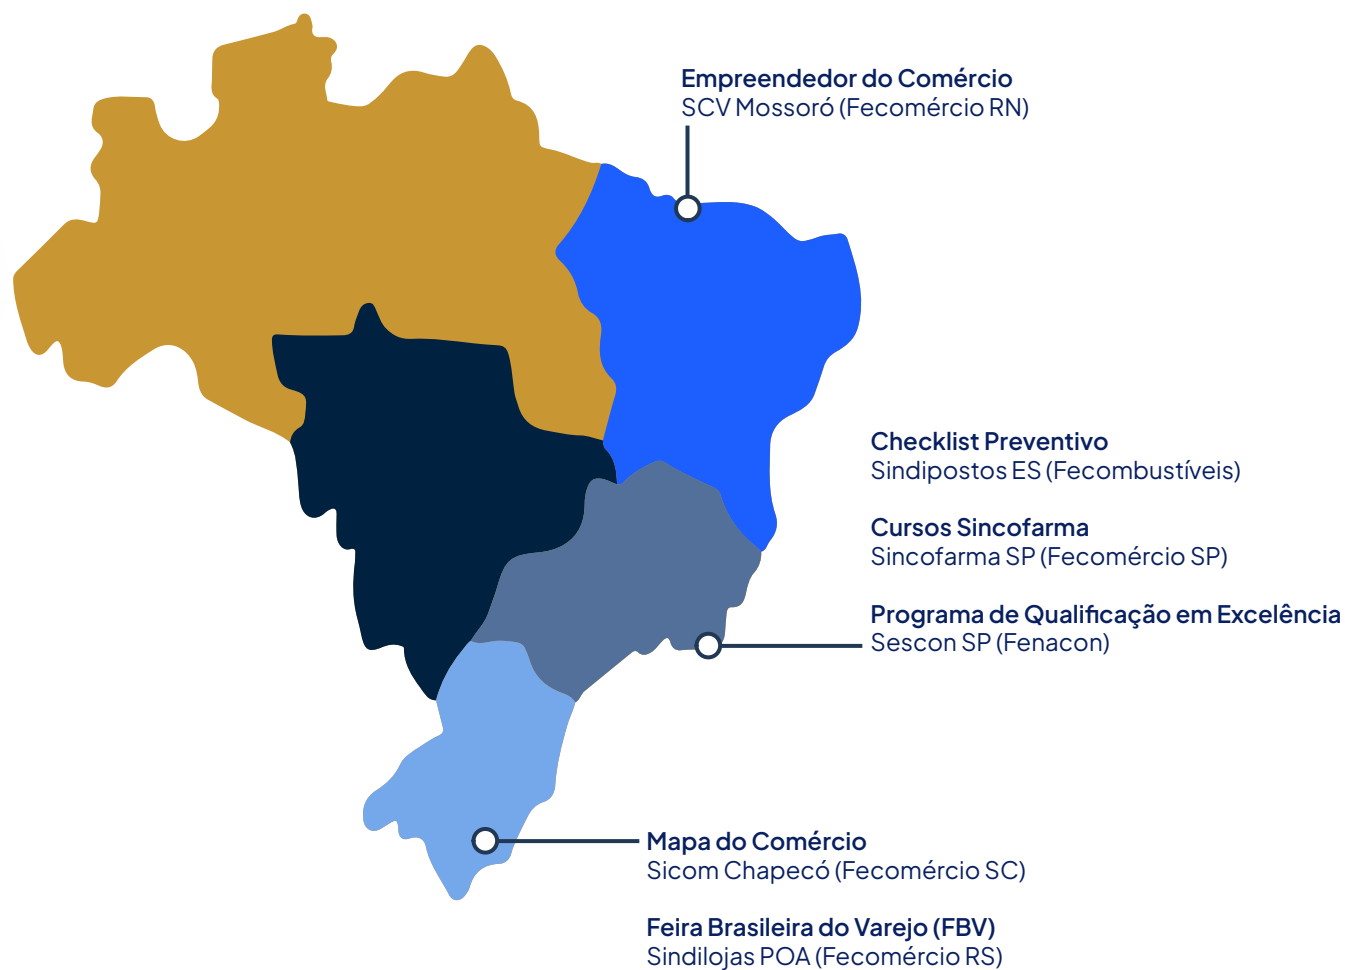 Empreendedor do Comércio
SCV Mossoró (Fecomércio RN)
Checklist Preventivo
Sindipostos ES (Fecombustíveis)
Cursos Sincofarma
Sincofarma SP (Fecomércio SP)
Programa de Qualificação em Excelência
Sescon SP (Fenacon)
Mapa do Comércio
Sicom Chapecó (Fecomércio SC)
Feira Brasileira do Varejo (FBV)
Sindilojas POA (Fecomércio RS)